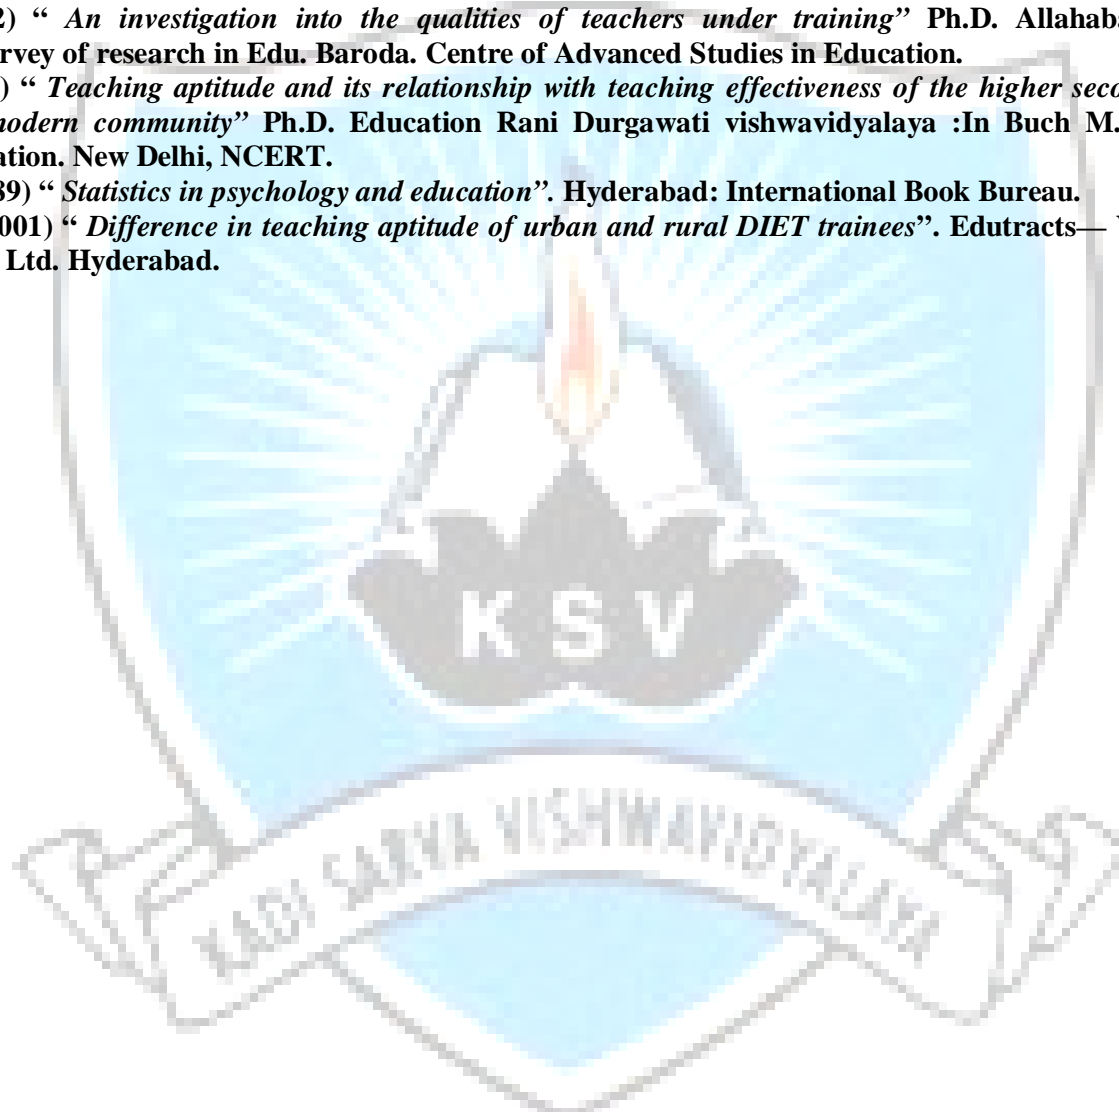 2) “ An investigation into the qualities of teachers under training” Ph.D. Allahaba
rvey of research in Edu. Baroda. Centre of Advanced Studies in Education.
) “ Teaching aptitude and its relationship with teaching effectiveness of the higher seco
modern community” Ph.D. Education Rani Durgawati vishwavidyalaya :In Buch M.
ation. New Delhi, NCERT.
89) “ Statistics in psychology and education”. Hyderabad: International Book Bureau.
001) “ Difference in teaching aptitude of urban and rural DIET trainees”. Edutracts—
Ltd. Hyderabad.
K S V
KADI SARVA VISHWAVIDYALAYA